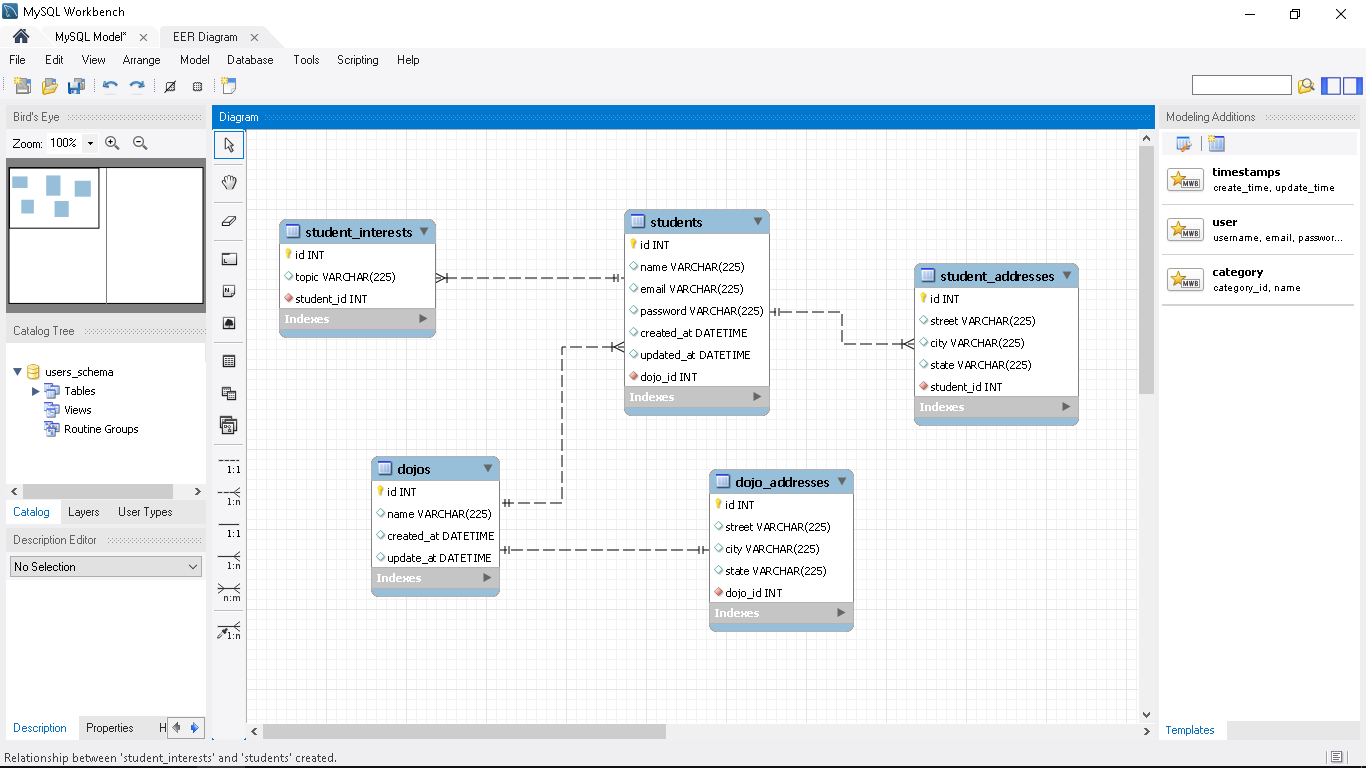 MySQL Workbench
MySQL Model*
EER Diagram
File Edit View Arrange Model Database Tools Scripting Help
Bird's Eye
Zoom: 100%
Catalog Tree
users_schema
Tables
Views
Routine Groups
Catalog Layers User Types
Description Editor
No Selection
Description Properties H
Diagram
1:1
1:n
1:1
1:n
n:m
1:n
student_interests
id INT
topic VARCHAR(225)
student_id INT
Indexes
students
id INT
name VARCHAR(225)
email VARCHAR(225)
password VARCHAR(225)
created_at DATETIME
updated_at DATETIME
dojo_id INT
Indexes
student_addresses
id INT
street VARCHAR(225)
city VARCHAR(225)
state VARCHAR(225)
student_id INT
Indexes
dojos
id INT
name VARCHAR(225)
created_at DATETIME
update_at DATETIME
Indexes
dojo_addresses
id INT
street VARCHAR(225)
city VARCHAR(225)
state VARCHAR(225)
dojo_id INT
Indexes
Modeling Additions
MWB
timestamps
create_time, update_time
MWB
user
username, email, passwor...
MWB
category
category_id, name
Templates
Relationship between 'student_interests' and 'students' created.